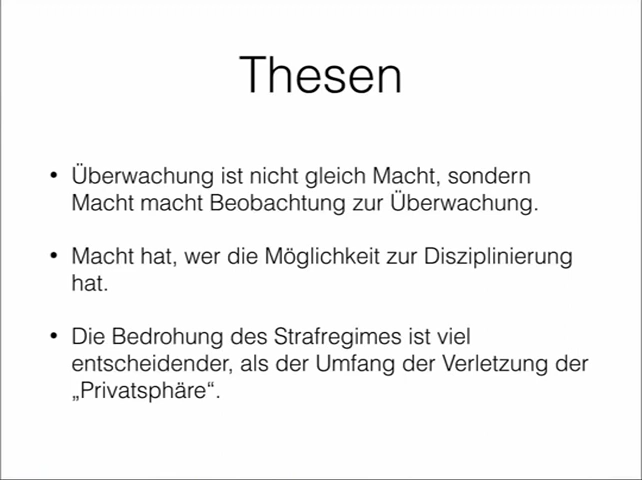 Thesen
• Überwachung ist nicht gleich Macht, sondern
Macht macht Beobachtung zur Überwachung.
• Macht hat, wer die Möglichkeit zur Disziplinierung
hat.
• Die Bedrohung des Strafregimes ist viel
entscheidender, als der Umfang der Verletzung der
„Privatsphäre“.